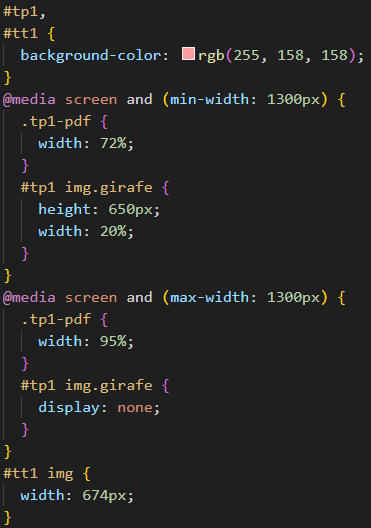 #tp1,
#tt1 {
  background-color: rgb(255, 158, 158);
}
@media screen and (min-width: 1300px) {
  .tp1-pdf {
    width: 72%;
  }
  #tp1 img.girafe {
    height: 650px;
    width: 20%;
  }
}
@media screen and (max-width: 1300px) {
  .tp1-pdf {
    width: 95%;
  }
  #tp1 img.girafe {
    display: none;
  }
}
#tt1 img {
  width: 674px;
}